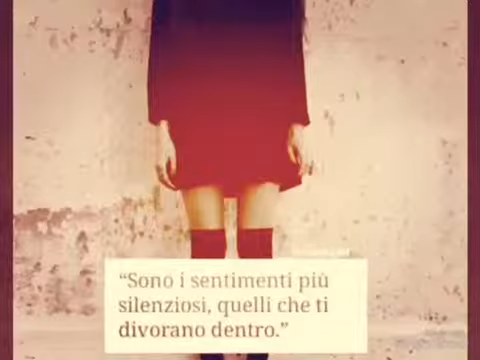 “Sono i sentimenti più
silenziosi, quelli che ti
divorano dentro.”